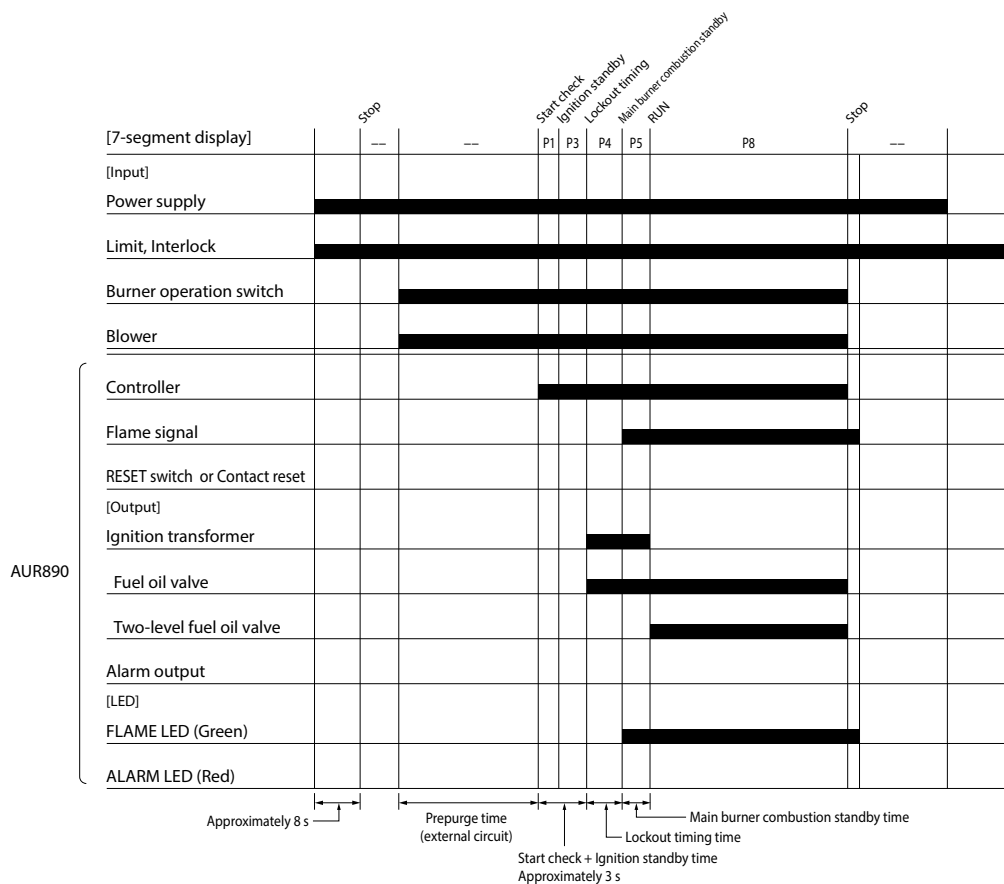 Stop
Start check
Ignition standby
Lockout timing
Main burner combustion standby
RUN
Stop
[7-segment display]
––
––
P1
P3
P4
P5
P8
––
[Input]
Power supply
Limit, Interlock
Burner operation switch
Blower
AUR890
Controller
Flame signal
RESET switch or Contact reset
[Output]
Ignition transformer
Fuel oil valve
Two-level fuel oil valve
Alarm output
[LED]
FLAME LED (Green)
ALARM LED (Red)
Approximately 8 s
Prepurge time
(external circuit)
Main burner combustion standby time
Lockout timing time
Start check + Ignition standby time
Approximately 3 s